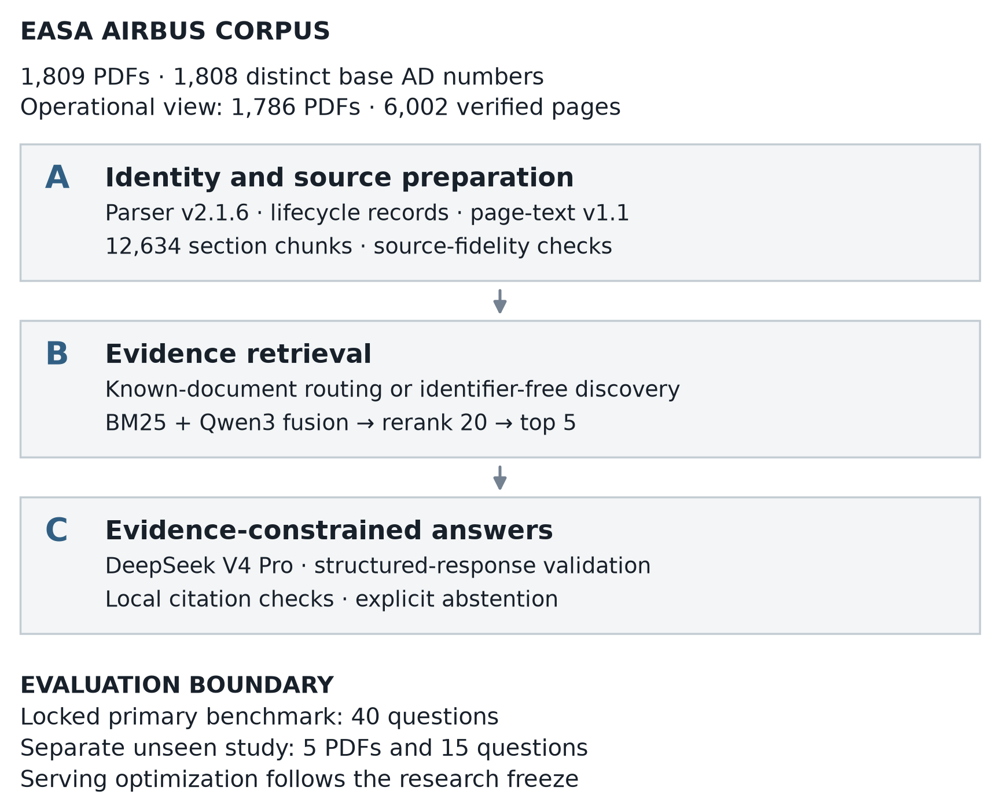 EASA AIRBUS CORPUS
1,809 PDFs · 1,808 distinct base AD numbers
Operational view: 1,786 PDFs · 6,002 verified pages
A Identity and source preparation
Parser v2.1.6 · lifecycle records · page-text v1.1
12,634 section chunks · source-fidelity checks
B Evidence retrieval
Known-document routing or identifier-free discovery
BM25 + Qwen3 fusion → rerank 20 → top 5
C Evidence-constrained answers
DeepSeek V4 Pro · structured-response validation
Local citation checks · explicit abstention
EVALUATION BOUNDARY
Locked primary benchmark: 40 questions
Separate unseen study: 5 PDFs and 15 questions
Serving optimization follows the research freeze